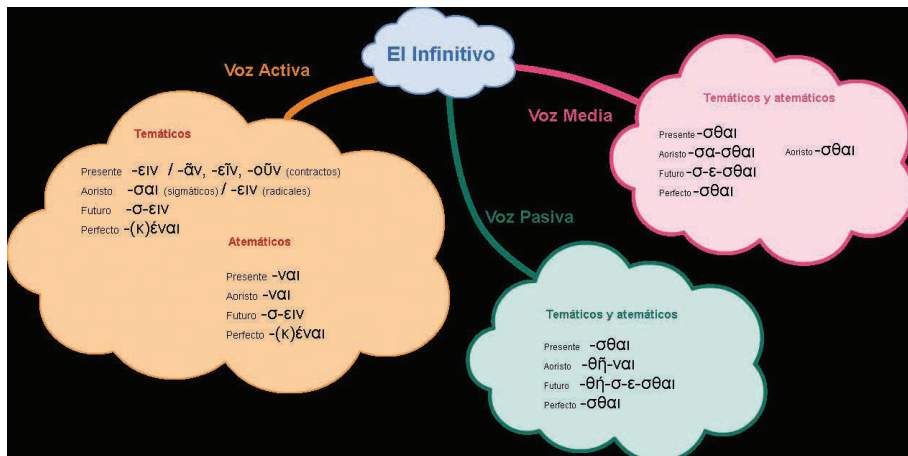 El Infinitivo
Voz Activa
Temáticos
Presente -ειν / -ᾶν, -εῖν, -οῦν (contractos)
Aoristo -σαι (sigmáticos) / -ειν (radicales)
Futuro -σ-ειν
Perfecto -(κ)έναι
Atemáticos
Presente -ναι
Aoristo -ναι
Futuro -σ-ειν
Perfecto -(κ)έναι
Voz Media
Temáticos y atemáticos
Presente -σθαι
Aoristo -σα-σθαι Aoristo -σθαι
Futuro -σ-ε-σθαι
Perfecto -σθαι
Voz Pasiva
Temáticos y atemáticos
Presente -σθαι
Aoristo -θῆ-ναι
Futuro -θή-σ-ε-σθαι
Perfecto -σθαι